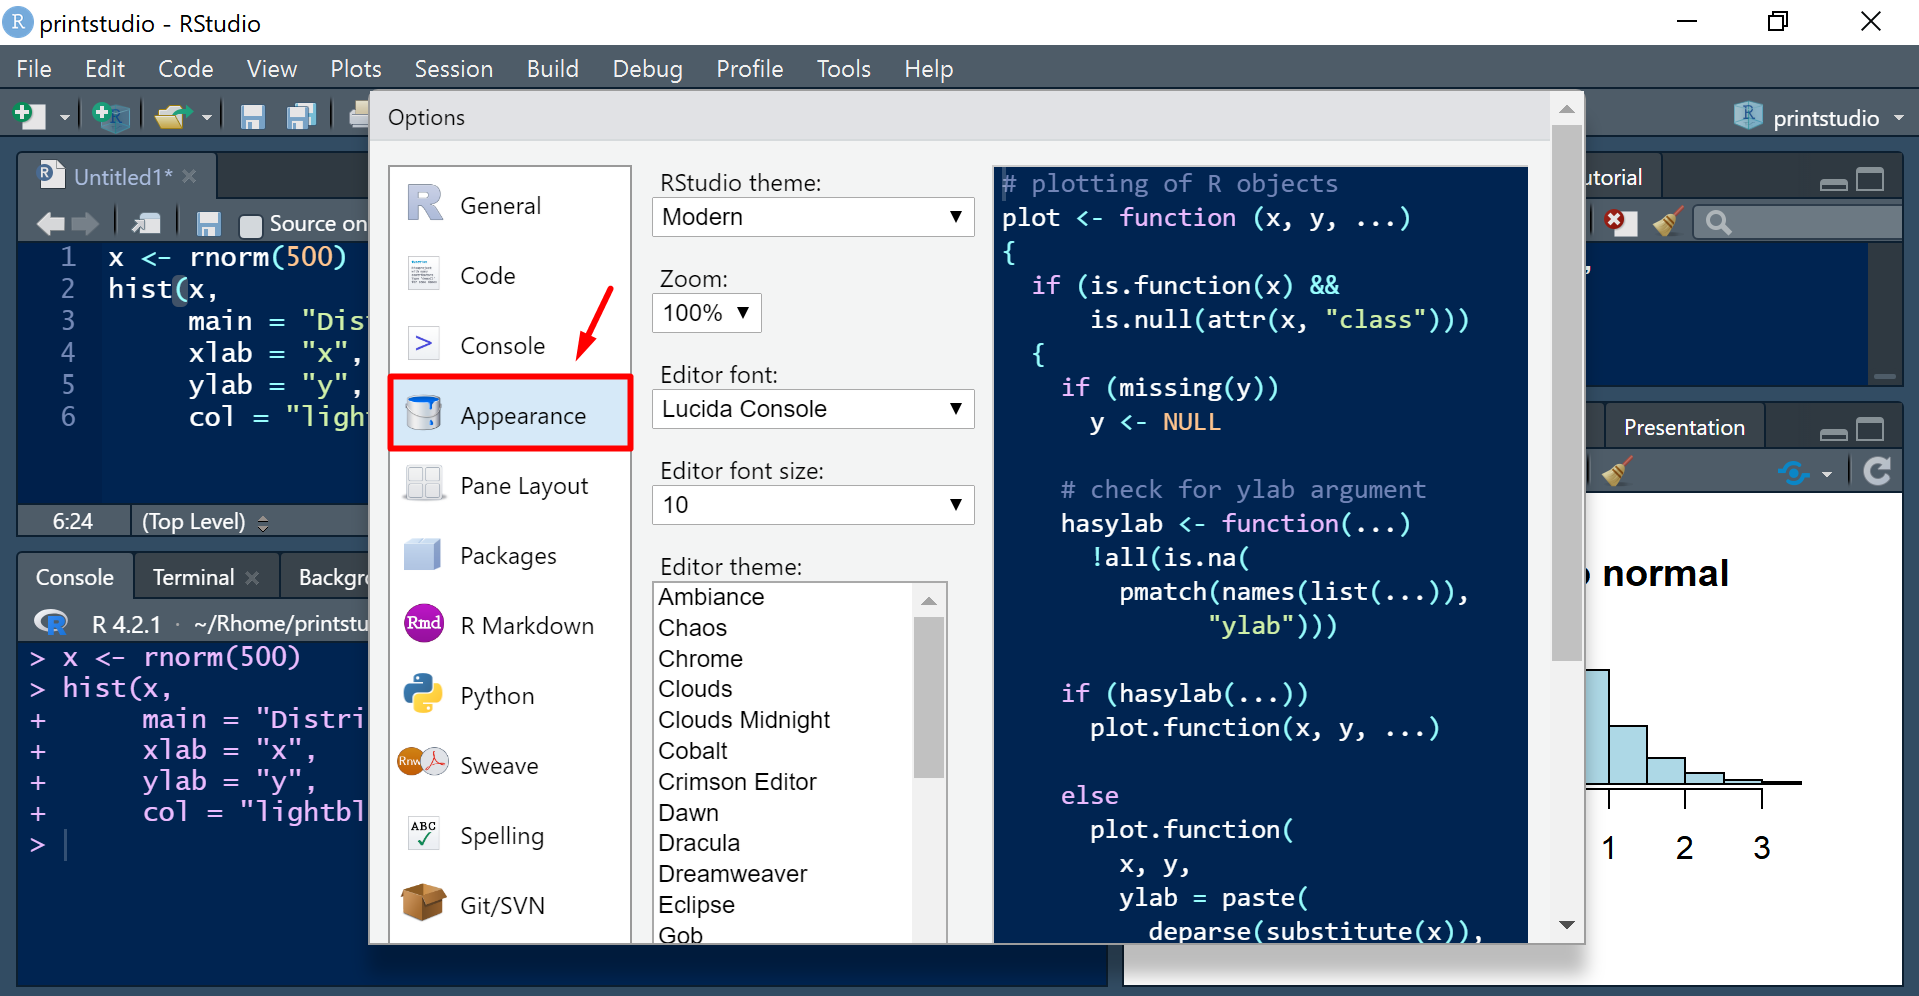 printstudio - RStudio
File Edit Code View Plots Session Build Debug Profile Tools Help
printstudio
Untitled1*
Source on
1 x <- rnorm(500)
2 hist(x,
3 main = "Dis
4 xlab = "x",
5 ylab = "y",
6 col = "ligh
6:24 (Top Level)
Console Terminal Backgr
R 4.2.1 · ~/Rhome/printstu
> x <- rnorm(500)
> hist(x,
+ main = "Distri
+ xlab = "x",
+ ylab = "y",
+ col = "lightbl
>
Options
General
Code
Console
Appearance
Pane Layout
Packages
Rmd R Markdown
Python
Rnw Sweave
ABC Spelling
Git/SVN
RStudio theme:
Modern
Zoom:
100%
Editor font:
Lucida Console
Editor font size:
10
Editor theme:
Ambiance
Chaos
Chrome
Clouds
Clouds Midnight
Cobalt
Crimson Editor
Dawn
Dracula
Dreamweaver
Eclipse
Gob
# plotting of R objects
plot <- function (x, y, ...)
{
if (is.function(x) &&
is.null(attr(x, "class")))
{
if (missing(y))
y <- NULL
# check for ylab argument
hasylab <- function(...)
!all(is.na(
pmatch(names(list(...)),
"ylab")))
if (hasylab(...))
plot.function(x, y, ...)
else
plot.function(
x, y,
ylab = paste(
deparse(substitute(x)),
utorial
Presentation
normal
1 2 3